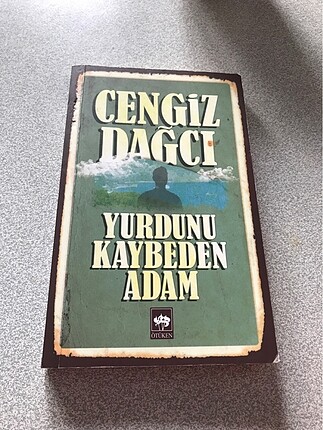 CENGİZ
DAĞCI
YURDUNU
KAYBEDEN
ADAM
ÖTÜKEN